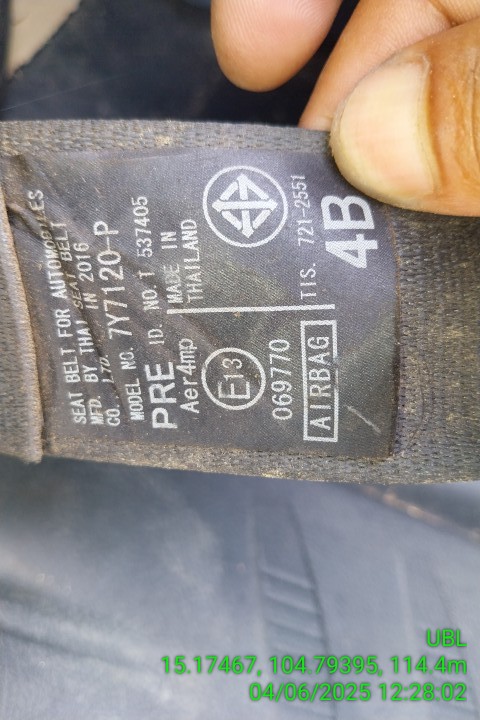 SEAT BELT FOR AUTOMOBILES
MFD. BY THAI SEAT BELT
CO., LTD. IN 2016
MODEL NO. 7Y7120-P
PRE ID. NO. T 537405
Aer4mp
MADE IN
THAILAND
E13
069770
TIS. 721-2551
AIRBAG
4B
UBL
15.17467, 104.79395, 114.4m
04/06/2025 12:28:02